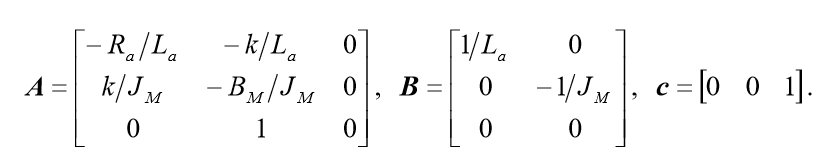 A = [ -R_a/L_a  -k/L_a  0 ; k/J_M  -B_M/J_M  0 ; 0  1  0 ],  B = [ 1/L_a  0 ; 0  -1/J_M ; 0  0 ],  c = [0  0  1].